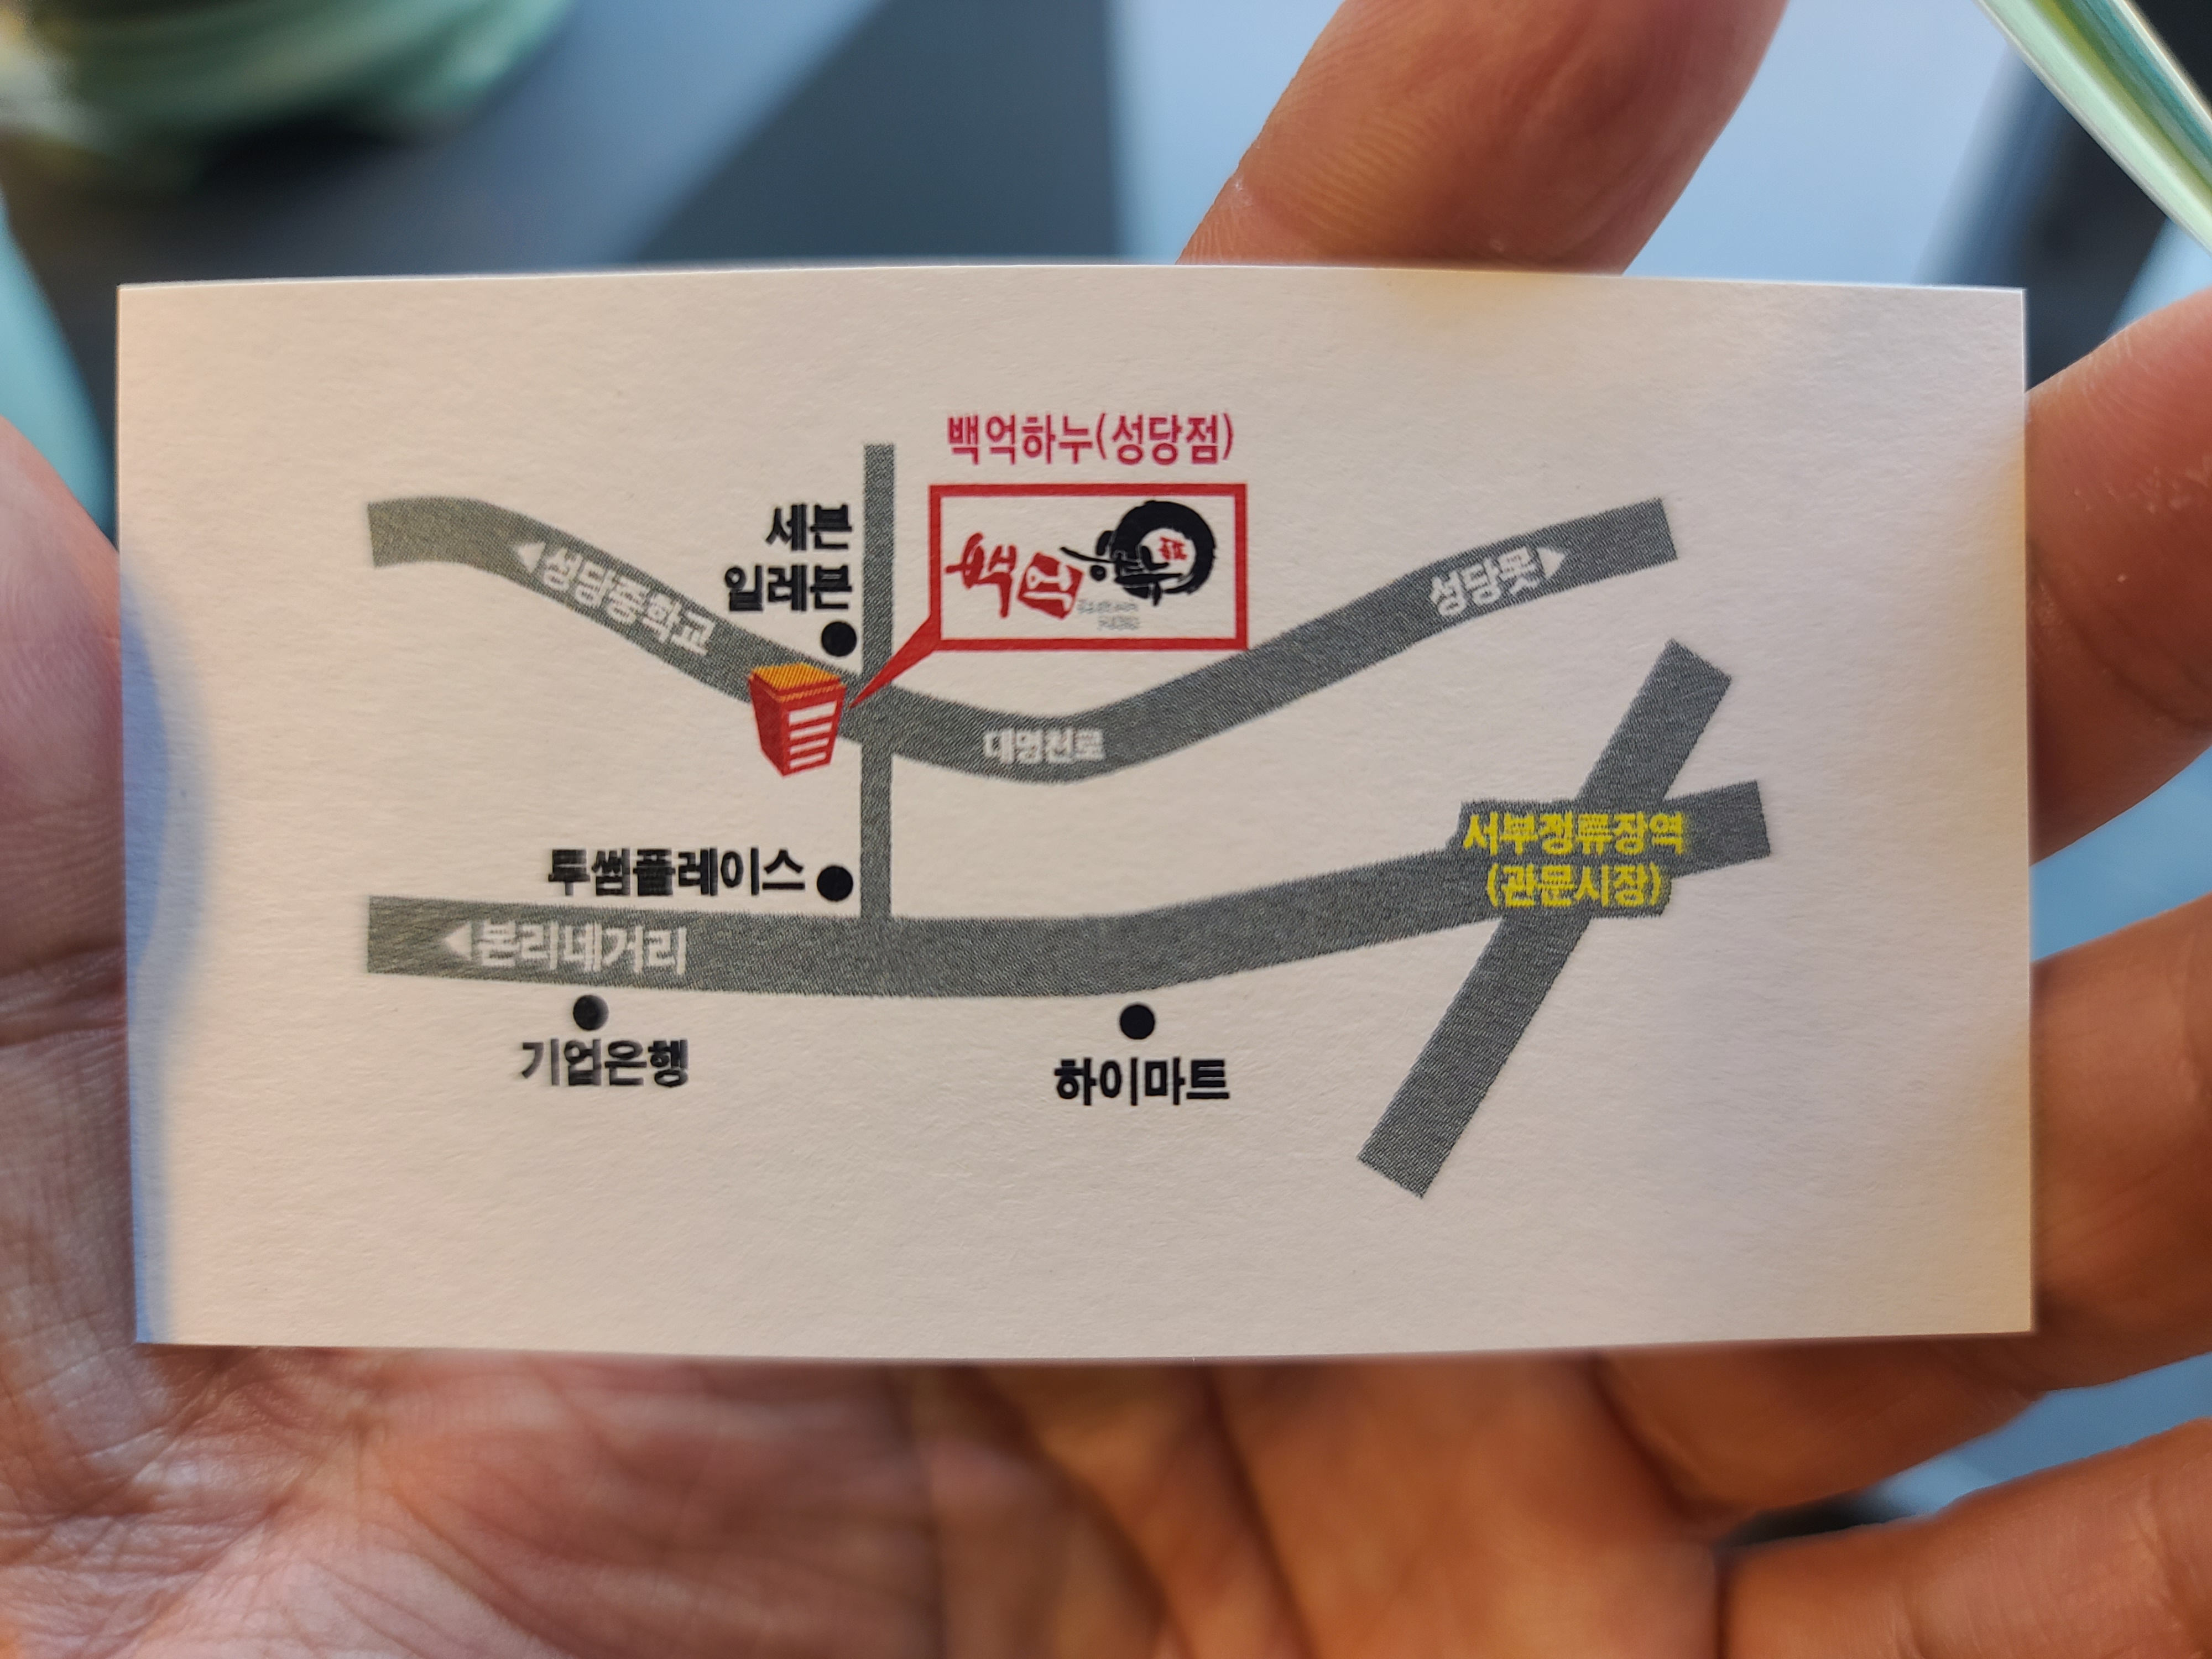 백억하누(성당점)
세븐
일레븐
성당중학교
성당못
대명천로
서부정류장역
(관문시장)
투썸플레이스
본리네거리
기업은행
하이마트